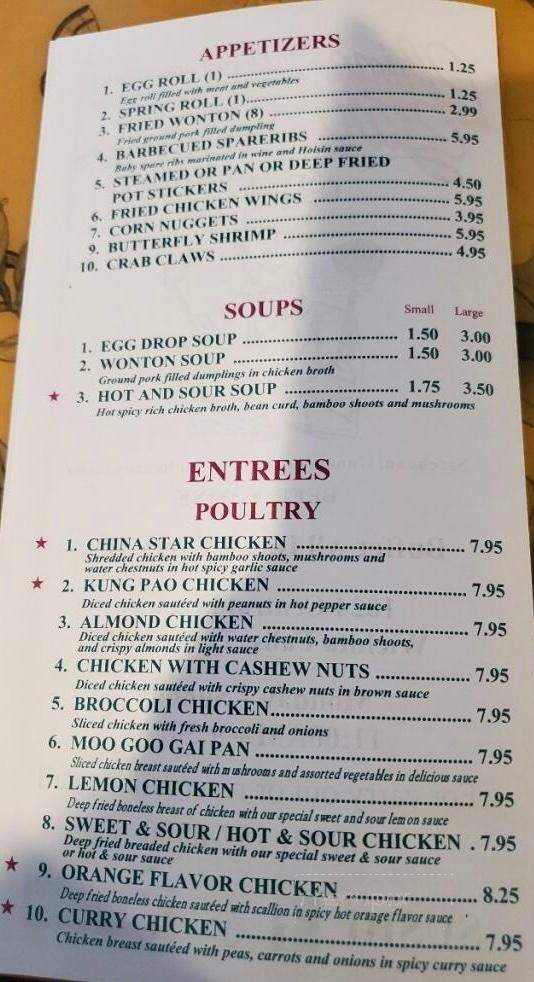 APPETIZERS
1. EGG ROLL (1) ........ 1.25
Egg roll filled with meat and vegetables
2. SPRING ROLL (1) ........ 1.25
3. FRIED WONTON (8) ........ 2.99
Fried ground pork filled dumpling
4. BARBECUED SPARERIBS ........ 5.95
Baby spare ribs marinated in wine and Hoisin sauce
5. STEAMED OR PAN OR DEEP FRIED
POT STICKERS ........ 4.50
6. FRIED CHICKEN WINGS ........ 5.95
7. CORN NUGGETS ........ 3.95
9. BUTTERFLY SHRIMP ........ 5.95
10. CRAB CLAWS ........ 4.95
SOUPS Small Large
1. EGG DROP SOUP ........ 1.50 3.00
2. WONTON SOUP ........ 1.50 3.00
Ground pork filled dumplings in chicken broth
★ 3. HOT AND SOUR SOUP ........ 1.75 3.50
Hot spicy rich chicken broth, bean curd, bamboo shoots and mushrooms
ENTREES
POULTRY
★ 1. CHINA STAR CHICKEN ........ 7.95
Shredded chicken with bamboo shoots, mushrooms and
water chestnuts in hot spicy garlic sauce
★ 2. KUNG PAO CHICKEN ........ 7.95
Diced chicken sautéed with peanuts in hot pepper sauce
3. ALMOND CHICKEN ........ 7.95
Diced chicken sautéed with water chestnuts, bamboo shoots,
and crispy almonds in light sauce
4. CHICKEN WITH CASHEW NUTS ........ 7.95
Diced chicken sautéed with crispy cashew nuts in brown sauce
5. BROCCOLI CHICKEN ........ 7.95
Sliced chicken with fresh broccoli and onions
6. MOO GOO GAI PAN ........ 7.95
Sliced chicken breast sautéed with mushrooms and assorted vegetables in delicious sauce
7. LEMON CHICKEN ........ 7.95
Deep fried boneless breast of chicken with our special sweet and sour lemon sauce
8. SWEET & SOUR / HOT & SOUR CHICKEN . 7.95
Deep fried breaded chicken with our special sweet & sour sauce
or hot & sour sauce
★ 9. ORANGE FLAVOR CHICKEN ........ 8.25
Deep fried boneless chicken sautéed with scallion in spicy hot orange flavor sauce
★ 10. CURRY CHICKEN ........ 7.95
Chicken breast sautéed with peas, carrots and onions in spicy curry sauce